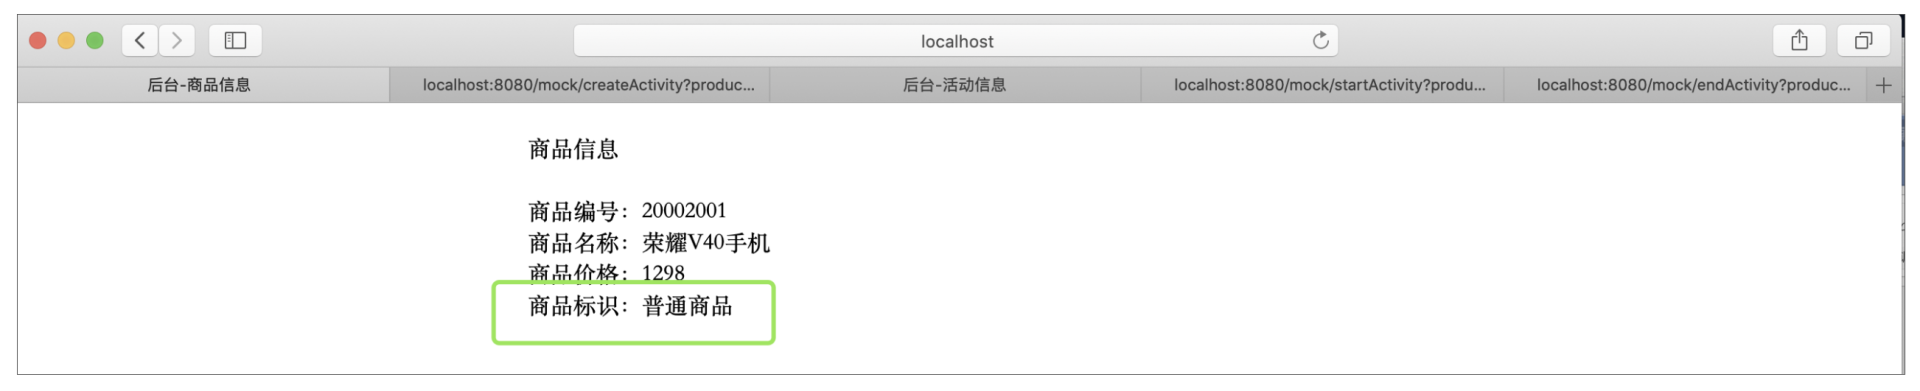 localhost
后台-商品信息
localhost:8080/mock/createActivity?produc...
后台-活动信息
localhost:8080/mock/startActivity?produ...
localhost:8080/mock/endActivity?produc...
商品信息
商品编号：20002001
商品名称：荣耀V40手机
商品价格：1298
商品标识：普通商品